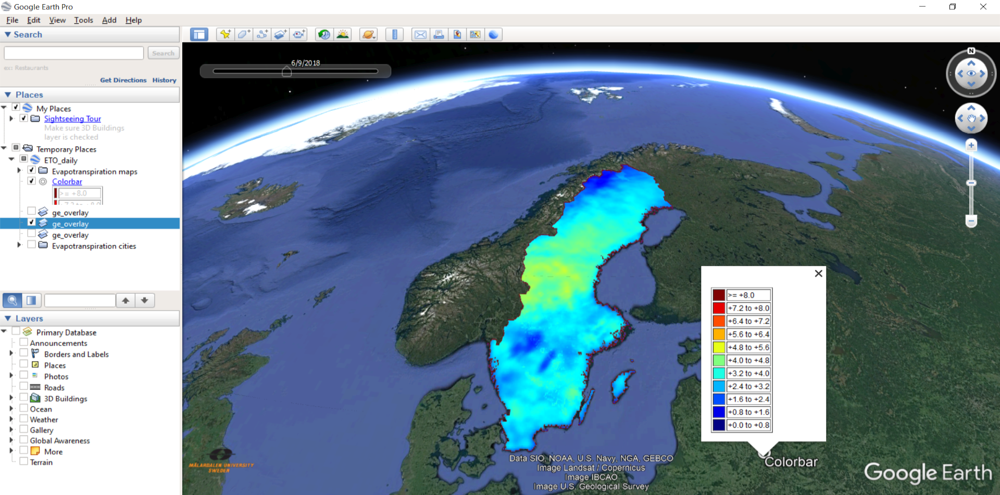 Google Earth Pro
File Edit View Tools Add Help
Search
Search
ex: Restaurants
Get Directions History
Places
My Places
Sightseeing Tour
Make sure 3D Buildings
layer is checked
Temporary Places
ETO_daily
Evapotranspiration maps
Colorbar
>= +8.0
ge_overlay
ge_overlay
ge_overlay
Evapotranspiration cities
Layers
Primary Database
Announcements
Borders and Labels
Places
Photos
Roads
3D Buildings
Ocean
Weather
Gallery
Global Awareness
More
Terrain
6/9/2018
N
>= +8.0
+7.2 to +8.0
+6.4 to +7.2
+5.6 to +6.4
+4.8 to +5.6
+4.0 to +4.8
+3.2 to +4.0
+2.4 to +3.2
+1.6 to +2.4
+0.8 to +1.6
+0.0 to +0.8
Colorbar
MÄLARDALEN UNIVERSITY
SWEDEN
Data SIO, NOAA, U.S. Navy, NGA, GEBCO
Image Landsat / Copernicus
Image IBCAO
Image U.S. Geological Survey
Google Earth